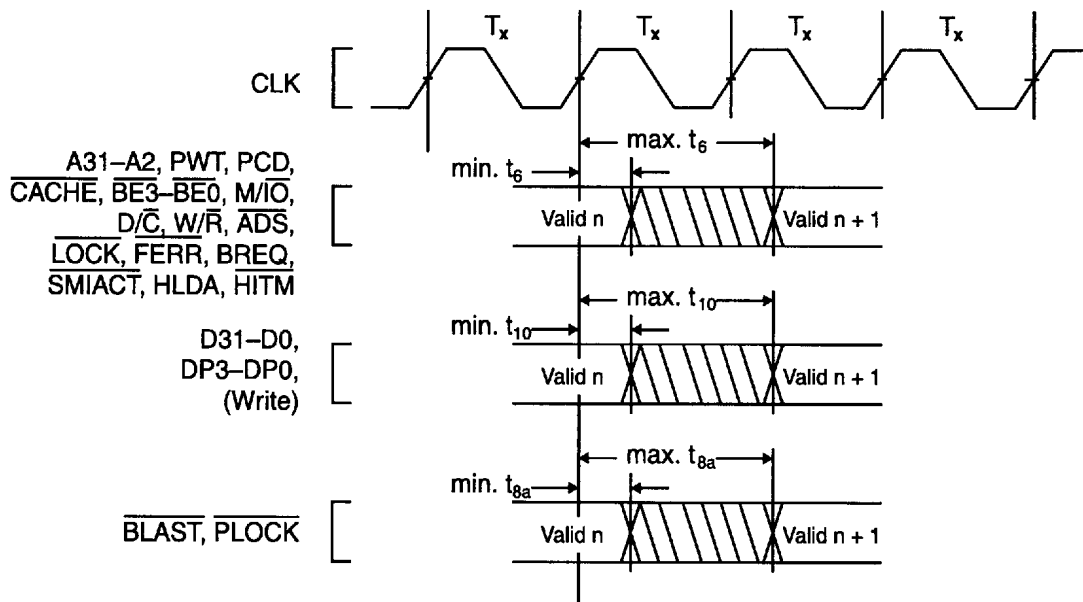 Tx Tx Tx Tx
CLK
max. t6
min. t6
A31–A2, PWT, PCD,
CACHE, BE3–BE0, M/IO,
D/C, W/R, ADS,
LOCK, FERR, BREQ,
SMIACT, HLDA, HITM
Valid n
Valid n + 1
max. t10
min. t10
D31–D0,
DP3–DP0,
(Write)
Valid n
Valid n + 1
max. t8a
min. t8a
BLAST, PLOCK
Valid n
Valid n + 1